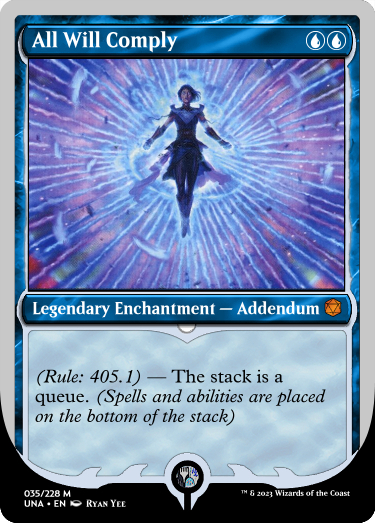 All Will Comply
Legendary Enchantment — Addendum
(Rule: 405.1) — The stack is a
queue. (Spells and abilities are placed
on the bottom of the stack)
035/228 M
™ & © 2023 Wizards of the Coast
UNA • EN Ryan Yee